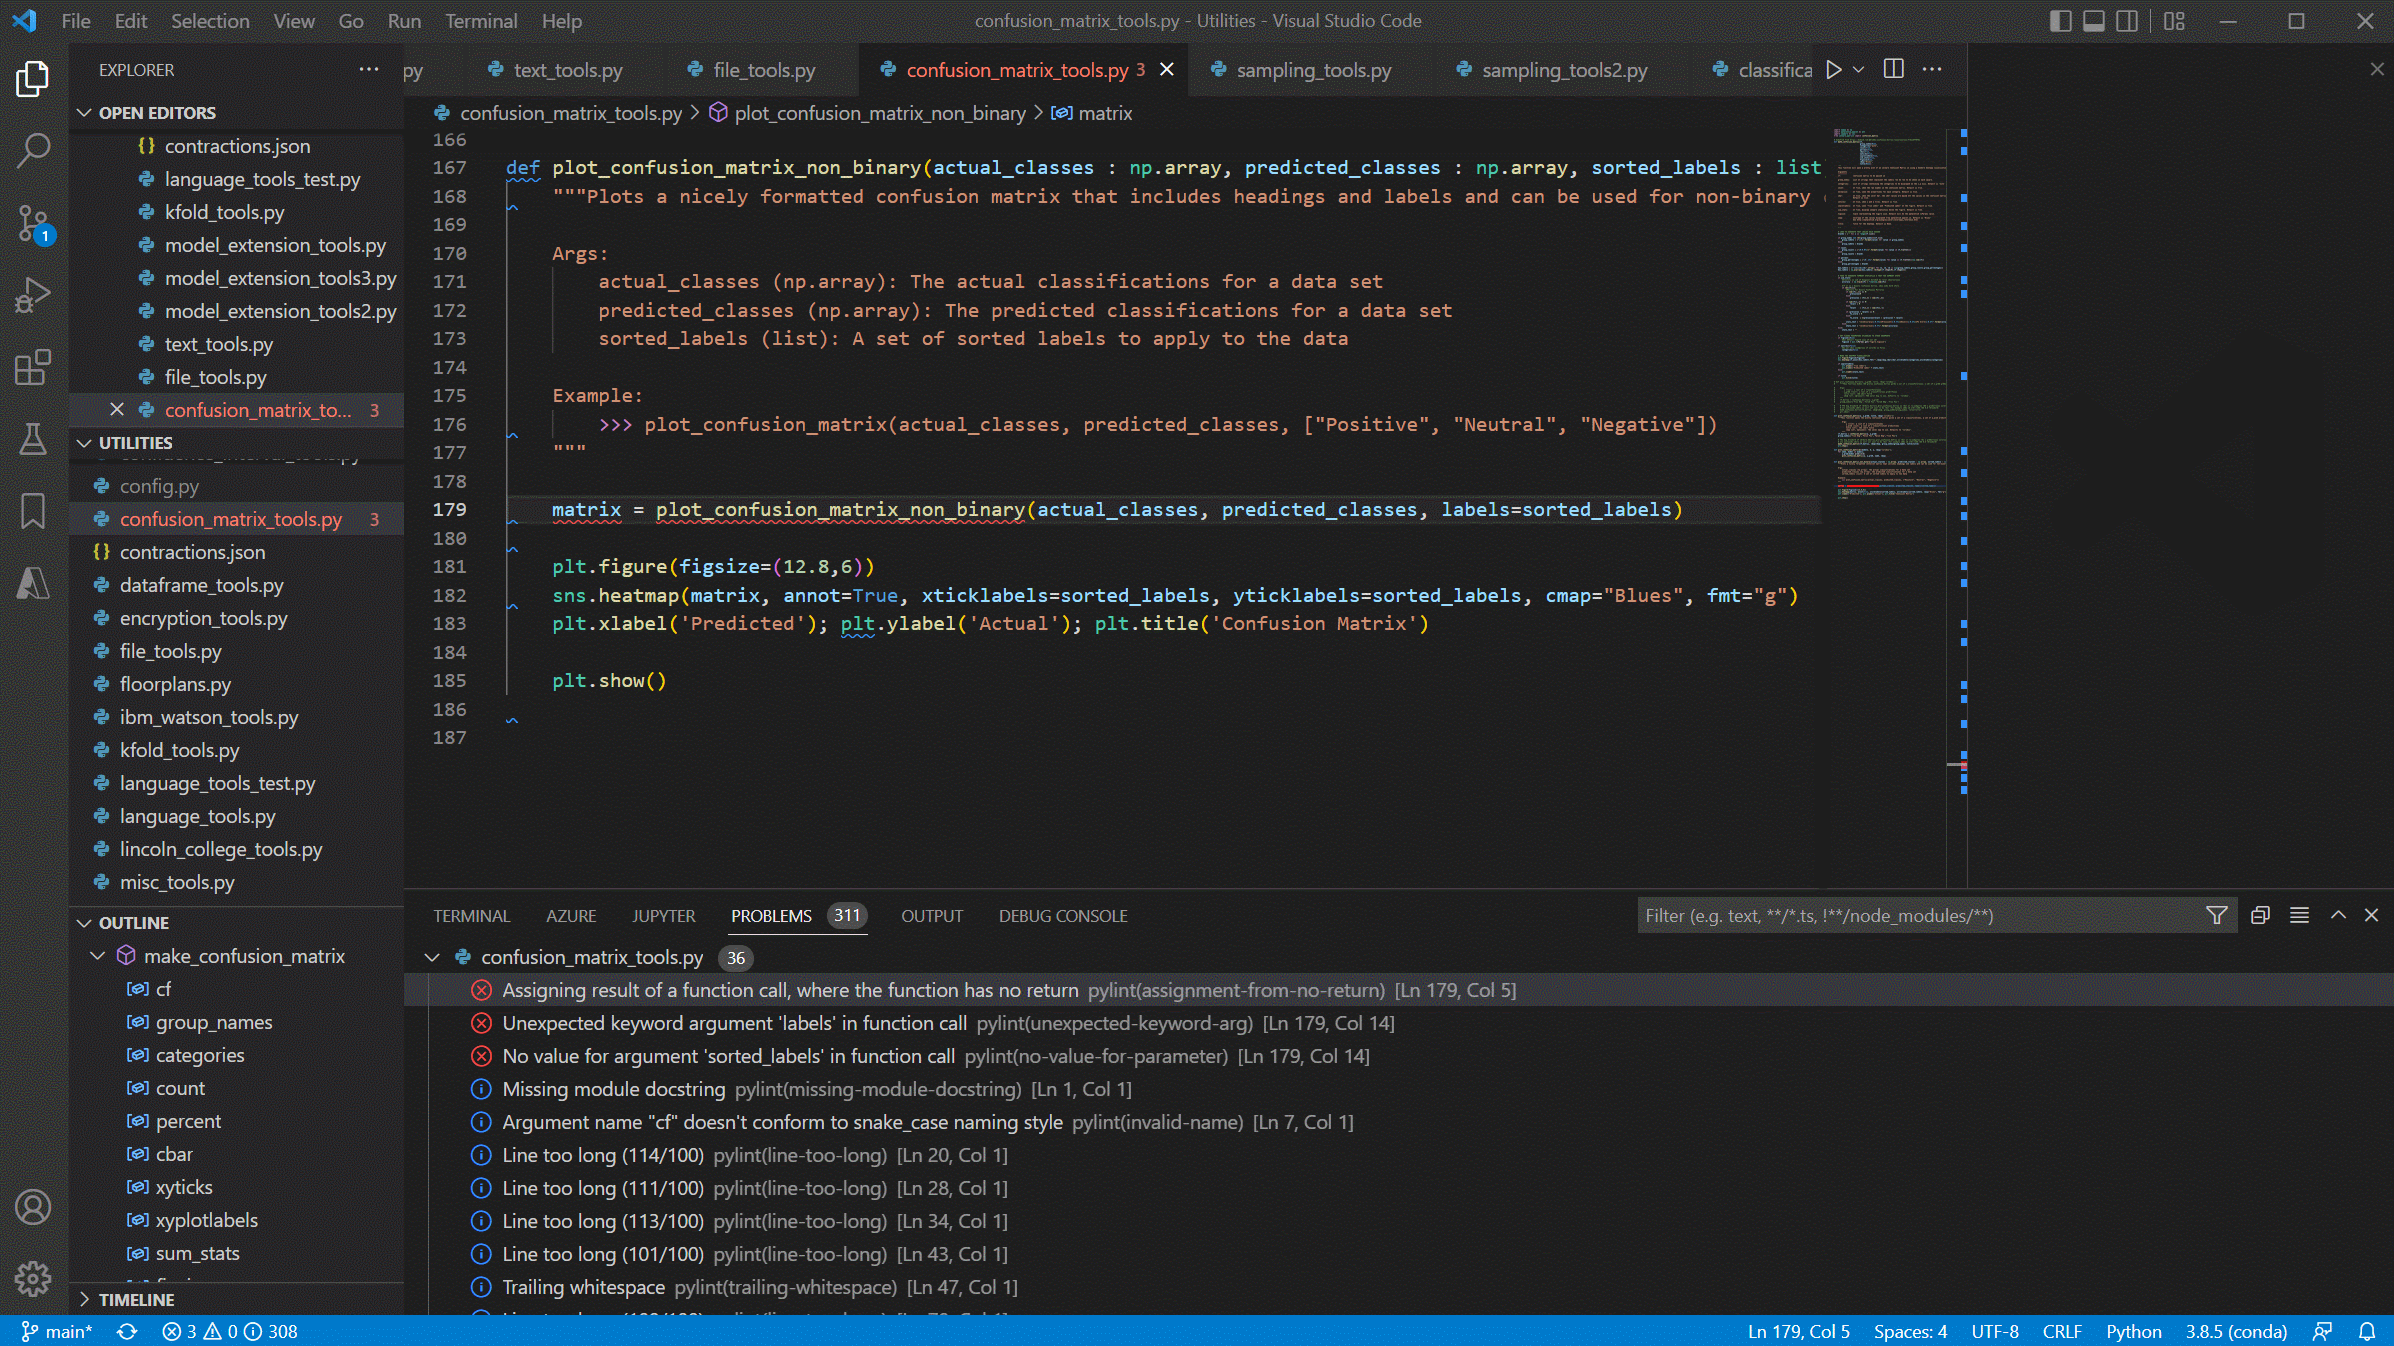 File Edit Selection View Go Run Terminal Help
confusion_matrix_tools.py - Utilities - Visual Studio Code
EXPLORER
OPEN EDITORS
contractions.json
language_tools_test.py
kfold_tools.py
model_extension_tools.py
model_extension_tools3.py
model_extension_tools2.py
text_tools.py
file_tools.py
confusion_matrix_to... 3
UTILITIES
config.py
confusion_matrix_tools.py 3
contractions.json
dataframe_tools.py
encryption_tools.py
file_tools.py
floorplans.py
ibm_watson_tools.py
kfold_tools.py
language_tools_test.py
language_tools.py
lincoln_college_tools.py
misc_tools.py
OUTLINE
make_confusion_matrix
cf
group_names
categories
count
percent
cbar
xyticks
xyplotlabels
sum_stats
TIMELINE
py text_tools.py file_tools.py confusion_matrix_tools.py 3 sampling_tools.py sampling_tools2.py classifica
confusion_matrix_tools.py > plot_confusion_matrix_non_binary > matrix
166
167 def plot_confusion_matrix_non_binary(actual_classes : np.array, predicted_classes : np.array, sorted_labels : list
168 """Plots a nicely formatted confusion matrix that includes headings and labels and can be used for non-binary
169
170 Args:
171 actual_classes (np.array): The actual classifications for a data set
172 predicted_classes (np.array): The predicted classifications for a data set
173 sorted_labels (list): A set of sorted labels to apply to the data
174
175 Example:
176 >>> plot_confusion_matrix(actual_classes, predicted_classes, ["Positive", "Neutral", "Negative"])
177 """
178
179 matrix = plot_confusion_matrix_non_binary(actual_classes, predicted_classes, labels=sorted_labels)
180
181 plt.figure(figsize=(12.8,6))
182 sns.heatmap(matrix, annot=True, xticklabels=sorted_labels, yticklabels=sorted_labels, cmap="Blues", fmt="g")
183 plt.xlabel('Predicted'); plt.ylabel('Actual'); plt.title('Confusion Matrix')
184
185 plt.show()
186
187
TERMINAL AZURE JUPYTER PROBLEMS 311 OUTPUT DEBUG CONSOLE
Filter (e.g. text, **/*.ts, !**/node_modules/**)
confusion_matrix_tools.py 36
Assigning result of a function call, where the function has no return pylint(assignment-from-no-return) [Ln 179, Col 5]
Unexpected keyword argument 'labels' in function call pylint(unexpected-keyword-arg) [Ln 179, Col 14]
No value for argument 'sorted_labels' in function call pylint(no-value-for-parameter) [Ln 179, Col 14]
Missing module docstring pylint(missing-module-docstring) [Ln 1, Col 1]
Argument name "cf" doesn't conform to snake_case naming style pylint(invalid-name) [Ln 7, Col 1]
Line too long (114/100) pylint(line-too-long) [Ln 20, Col 1]
Line too long (111/100) pylint(line-too-long) [Ln 28, Col 1]
Line too long (113/100) pylint(line-too-long) [Ln 34, Col 1]
Line too long (101/100) pylint(line-too-long) [Ln 43, Col 1]
Trailing whitespace pylint(trailing-whitespace) [Ln 47, Col 1]
1
main* 3 0 308
Ln 179, Col 5 Spaces: 4 UTF-8 CRLF Python 3.8.5 (conda)